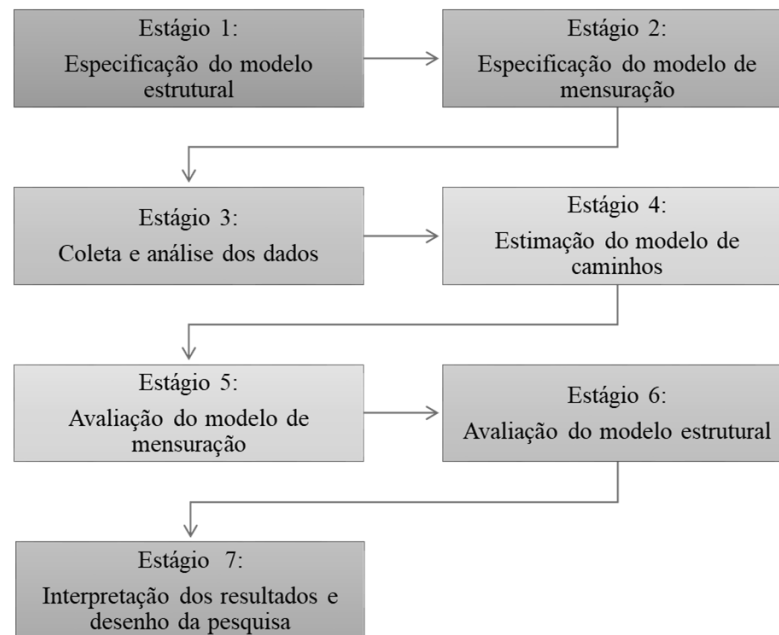 Estágio 1:
Especificação do modelo
estrutural
Estágio 2:
Especificação do modelo de
mensuração
Estágio 3:
Coleta e análise dos dados
Estágio 4:
Estimação do modelo de
caminhos
Estágio 5:
Avaliação do modelo de
mensuração
Estágio 6:
Avaliação do modelo estrutural
Estágio 7:
Interpretação dos resultados e
desenho da pesquisa